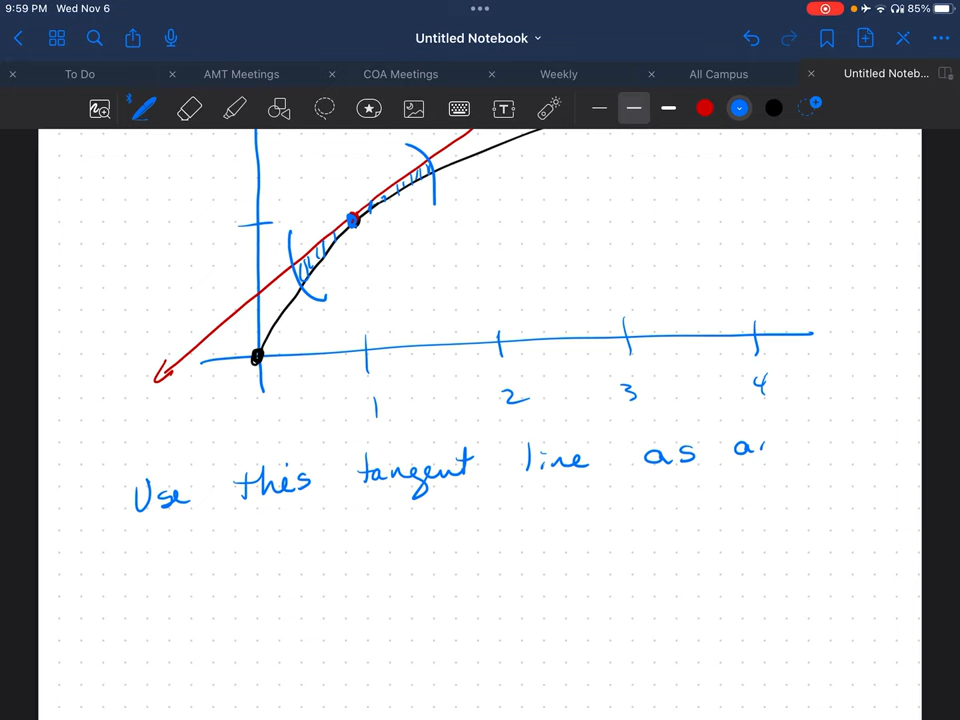 9:59 PM Wed Nov 6 85%
Untitled Notebook
To Do AMT Meetings COA Meetings Weekly All Campus Untitled Noteb...
1 2 3 4
Use this tangent line as a